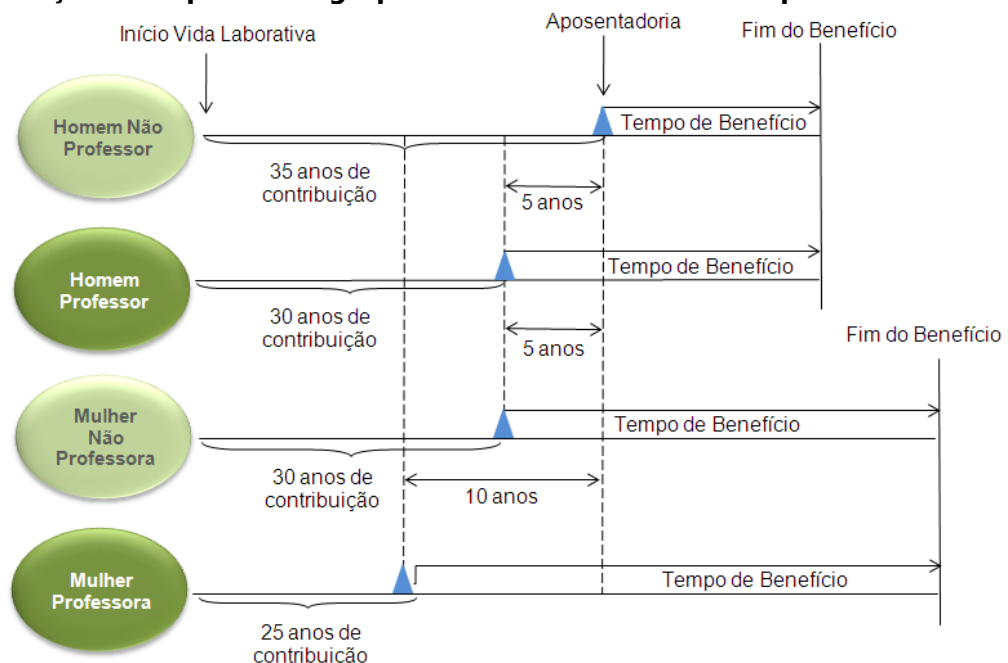 Início Vida Laborativa
Aposentadoria
Fim do Benefício
Homem Não
Professor
Tempo de Benefício
35 anos de
contribuição
5 anos
Homem
Professor
Tempo de Benefício
30 anos de
contribuição
5 anos
Fim do Benefício
Mulher
Não
Professora
Tempo de Benefício
30 anos de
contribuição
10 anos
Mulher
Professora
Tempo de Benefício
25 anos de
contribuição